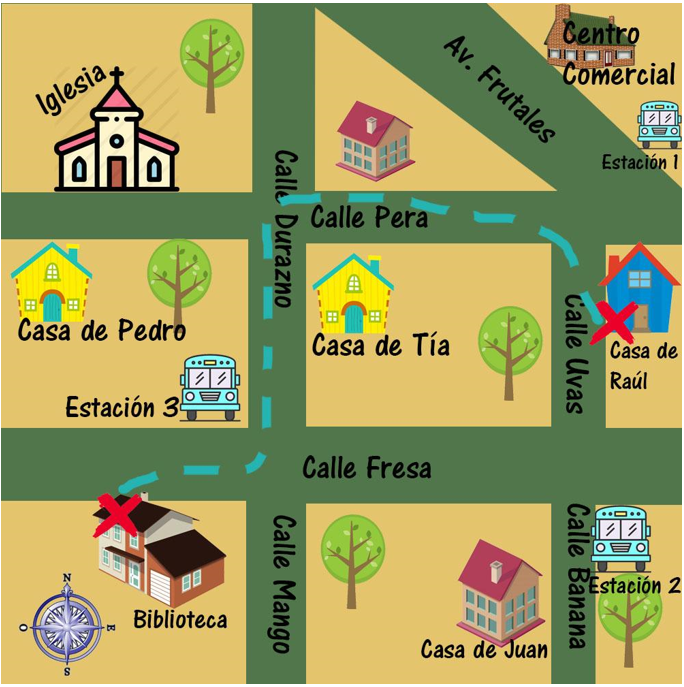 Iglesia
Av. Frutales
Centro
Comercial
Estación 1
Calle Durazno
Calle Pera
Casa de Pedro
Casa de Tía
Calle Uvas
Casa de
Raúl
Estación 3
Calle Fresa
Calle Mango
Calle Banana
Estación 2
Biblioteca
Casa de Juan
N
O
E
S